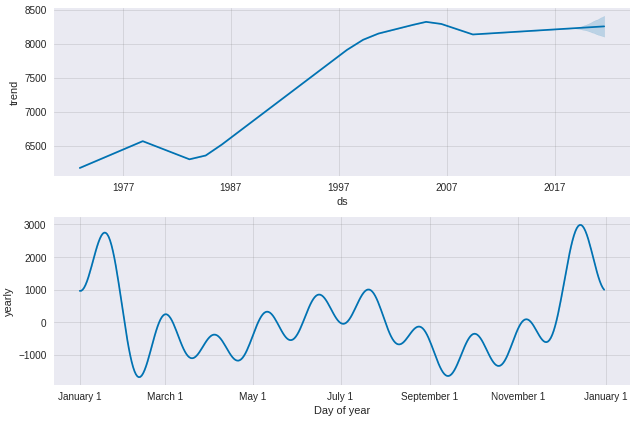 8500
8000
7500
7000
6500
trend
1977
1987
1997
2007
2017
ds
3000
2000
1000
0
−1000
yearly
January 1
March 1
May 1
July 1
September 1
November 1
January 1
Day of year